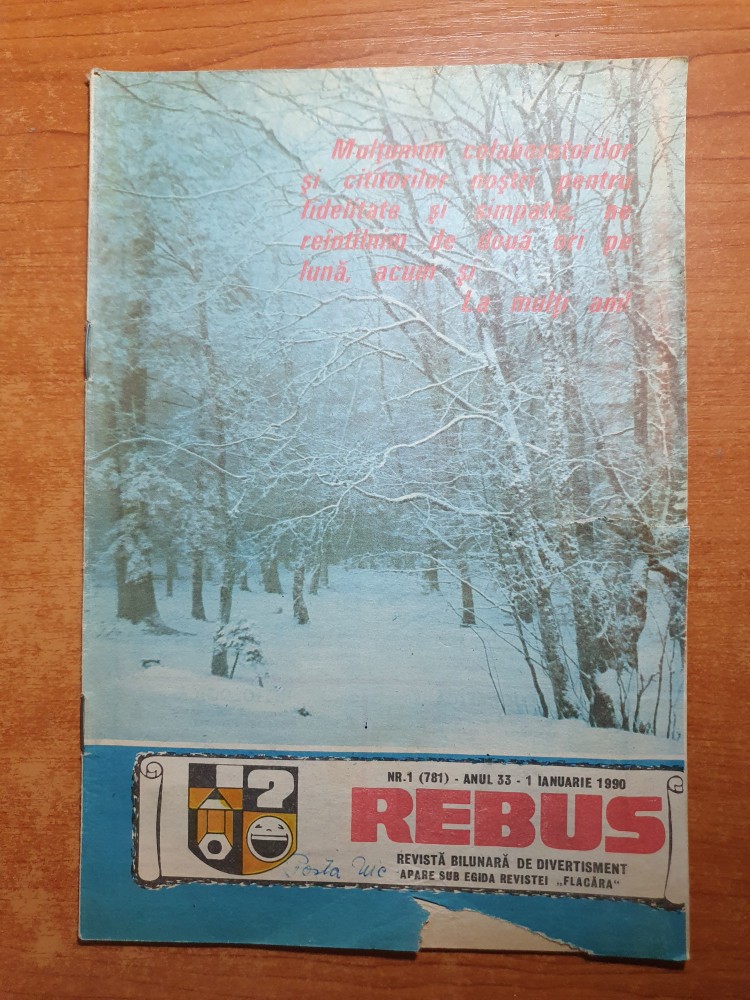 Mulțumim colaboratorilor
și cititorilor noștri pentru
fidelitate și simpatie, ne
reîntîlnim de două ori pe
lună, acum și
La mulți ani!
NR.1 (781) - ANUL 33 - 1 IANUARIE 1990
REBUS
REVISTĂ BILUNARĂ DE DIVERTISMENT
APARE SUB EGIDA REVISTEI „FLACĂRA"
Posta